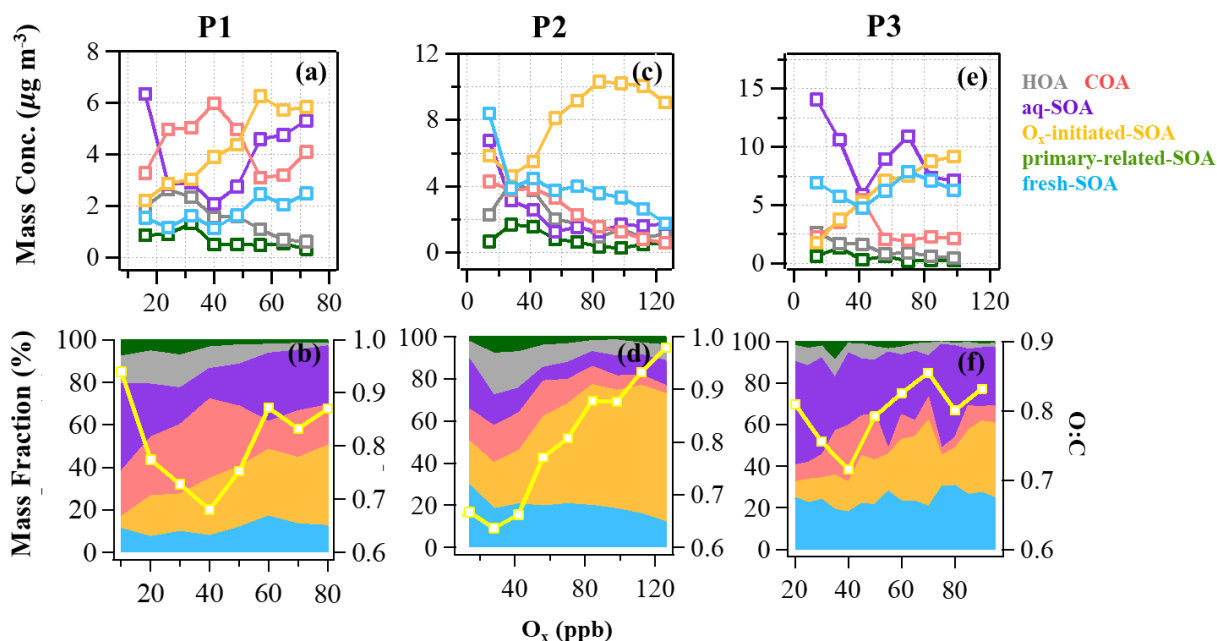 P1 P2 P3
Mass Conc. (μg m⁻³)
8
6
4
2
0
(a)
20 40 60 80
12
8
4
0
(c)
0 40 80 120
15
10
5
0
(e)
0 40 80 120
HOA COA
aq-SOA
Oₓ-initiated-SOA
primary-related-SOA
fresh-SOA
Mass Fraction (%)
100
80
60
40
20
0
(b)
1.0
0.9
0.8
0.7
0.6
20 40 60 80
100
80
60
40
20
0
(d)
1.0
0.9
0.8
0.7
0.6
0 40 80 120
100
80
60
40
20
0
(f)
0.9
0.8
0.7
0.6
O:C
20 40 60 80
Oₓ (ppb)